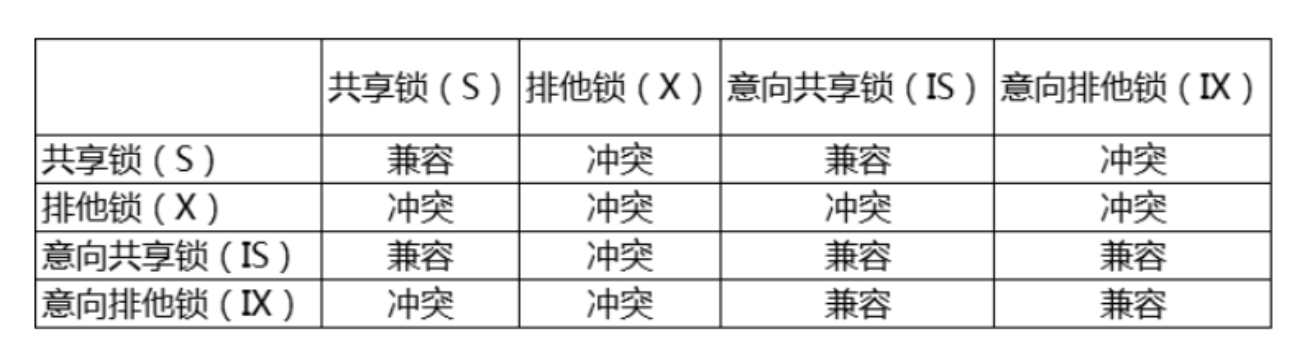 共享锁（S） 排他锁（X） 意向共享锁（IS） 意向排他锁（IX）
共享锁（S） 兼容 冲突 兼容 冲突
排他锁（X） 冲突 冲突 冲突 冲突
意向共享锁（IS） 兼容 冲突 兼容 兼容
意向排他锁（IX） 冲突 冲突 兼容 兼容